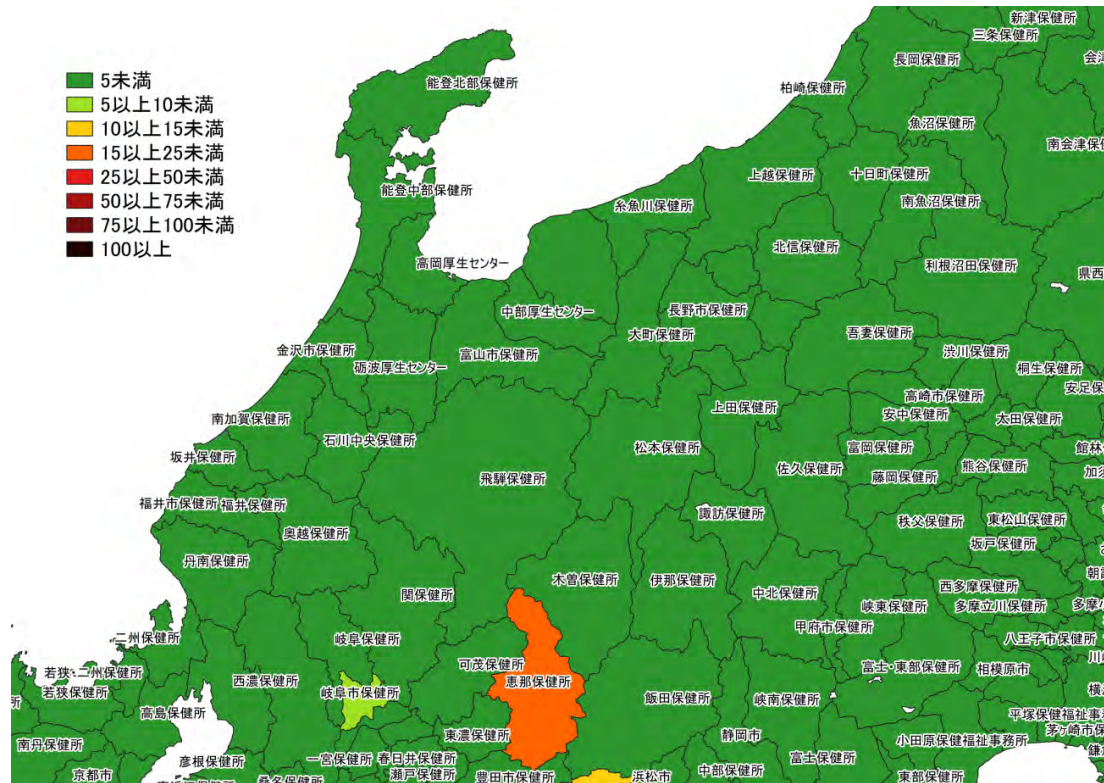 5未満
5以上10未満
10以上15未満
15以上25未満
25以上50未満
50以上75未満
75以上100未満
100以上
新津保健所
三条保健所
長岡保健所
能登北部保健所
柏崎保健所
魚沼保健所
南会津保健
能登中部保健所
上越保健所
十日町保健所
南魚沼保健所
糸魚川保健所
北信保健所
高岡厚生センター
利根沼田保健所
県西
中部厚生センター
長野市保健所
大町保健所
吾妻保健所
金沢市保健所
砺波厚生センター
富山市保健所
渋川保健所
桐生保健所
安足保
高崎市保健所
南加賀保健所
石川中央保健所
上田保健所
安中保健所
太田保健所
坂井保健所
松本保健所
佐久保健所
富岡保健所
館林
飛騨保健所
藤岡保健所
熊谷保健所
加須
福井市保健所
福井保健所
諏訪保健所
秩父保健所
東松山保健所
奥越保健所
坂戸保健所
丹南保健所
木曽保健所
伊那保健所
朝霞
関保健所
中北保健所
西多摩保健所
峡東保健所
多摩立川保健所
多摩小
二州保健所
岐阜保健所
甲府市保健所
八王子市保健所
川
若狭・二州保健所
可茂保健所
富士・東部保健所
相模原市
若狭保健所
西濃保健所
岐阜市保健所
恵那保健所
飯田保健所
峡南保健所
横
所
高島保健所
平塚保健福祉事
茅ヶ崎市保
南丹保健所
東濃保健所
静岡市
小田原保健福祉事務所
鎌
彦根保健所
一宮保健所
春日井保健所
富士保健所
京都市
桑名保健所
瀬戸保健所
豊田市保健所
浜松市
中部保健所
東部保健所